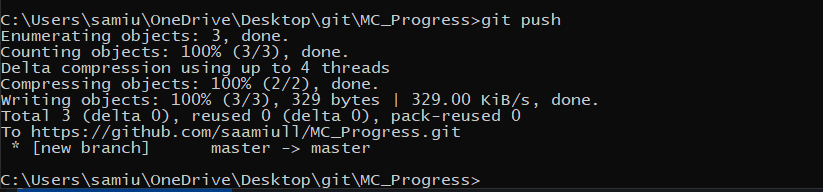 C:\Users\samiu\OneDrive\Desktop\git\MC_Progress>git push
Enumerating objects: 3, done.
Counting objects: 100% (3/3), done.
Delta compression using up to 4 threads
Compressing objects: 100% (2/2), done.
Writing objects: 100% (3/3), 329 bytes | 329.00 KiB/s, done.
Total 3 (delta 0), reused 0 (delta 0), pack-reused 0
To https://github.com/saamiull/MC_Progress.git
 * [new branch]      master -> master
C:\Users\samiu\OneDrive\Desktop\git\MC_Progress>